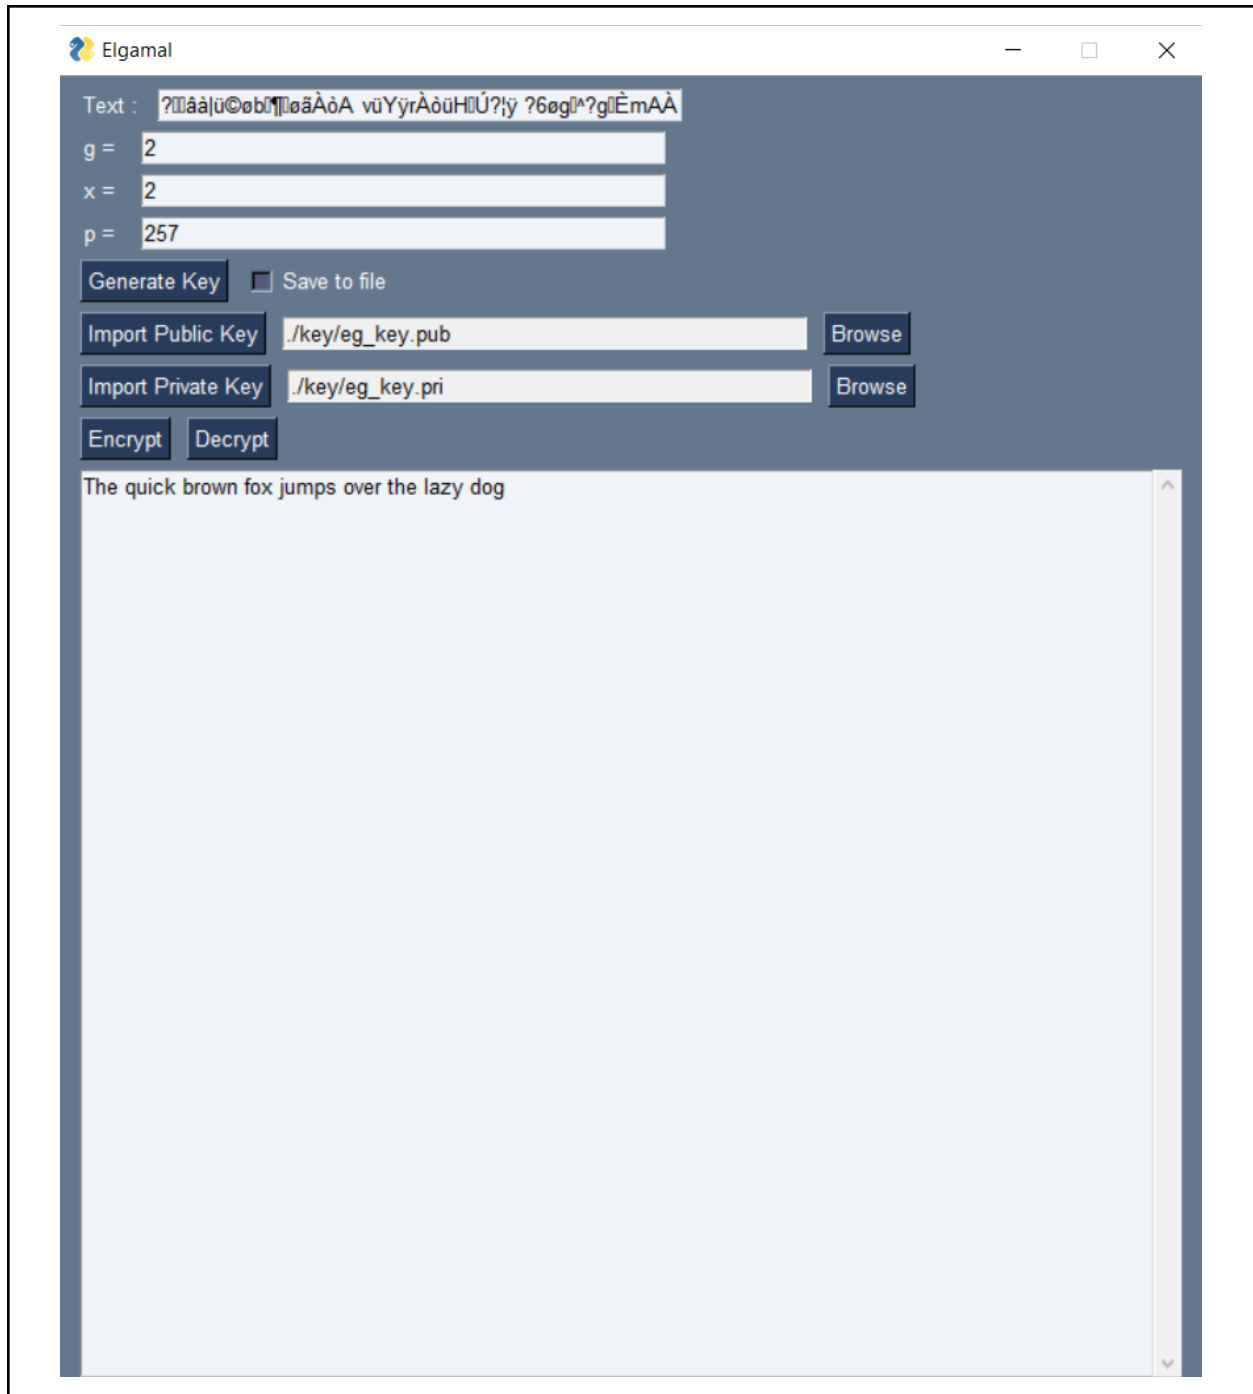 Elgamal
Text :
g = 2
x = 2
p = 257
Generate Key Save to file
Import Public Key ./key/eg_key.pub Browse
Import Private Key ./key/eg_key.pri Browse
Encrypt Decrypt
The quick brown fox jumps over the lazy dog